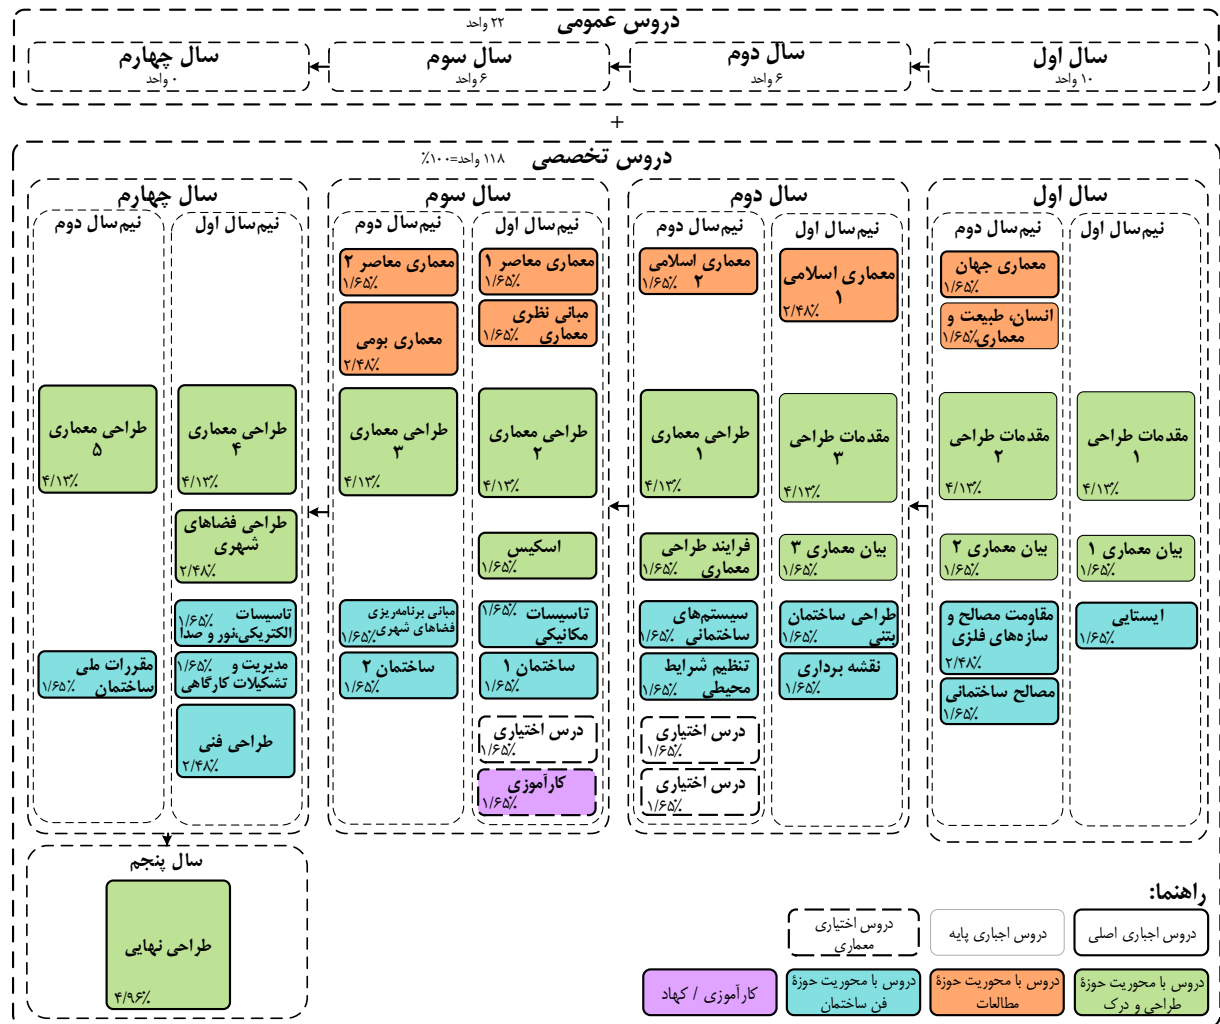 دروس عمومی ۲۲ واحد
سال اول
۱۰ واحد
سال دوم
۶ واحد
سال سوم
۶ واحد
سال چهارم
۰ واحد
+
دروس تخصصی ۱۱۸ واحد=۱۰۰٪
سال اول
نیم‌سال اول
مقدمات طراحی
۱
۴/۱۳٪
بیان معماری ۱
۱/۶۵٪
ایستایی
۱/۶۵٪
نیم‌سال دوم
معماری جهان
۱/۶۵٪
انسان، طبیعت و
معماری ۱/۶۵٪
مقدمات طراحی
۲
۴/۱۳٪
بیان معماری ۲
۱/۶۵٪
مقاومت مصالح و
سازه‌های فلزی
۲/۴۸٪
مصالح ساختمانی
۱/۶۵٪
سال دوم
نیم‌سال اول
معماری اسلامی
۱
۲/۴۸٪
مقدمات طراحی
۳
۴/۱۳٪
بیان معماری ۳
۱/۶۵٪
طراحی ساختمان
بتنی ۱/۶۵٪
نقشه برداری
۱/۶۵٪
نیم‌سال دوم
معماری اسلامی
۲ ۱/۶۵٪
طراحی معماری
۱
۴/۱۳٪
فرایند طراحی
معماری ۱/۶۵٪
سیستم‌های
ساختمانی ۱/۶۵٪
تنظیم شرایط
محیطی ۱/۶۵٪
درس اختیاری
۱/۶۵٪
درس اختیاری
۱/۶۵٪
سال سوم
نیم‌سال اول
معماری معاصر ۱
۱/۶۵٪
مبانی نظری
معماری ۱/۶۵٪
طراحی معماری
۲
۴/۱۳٪
اسکیس
۱/۶۵٪
تاسیسات ۱/۶۵٪
مکانیکی
ساختمان ۱
۱/۶۵٪
درس اختیاری
۱/۶۵٪
کارآموزی
۱/۶۵٪
نیم‌سال دوم
معماری معاصر ۲
۱/۶۵٪
معماری بومی
۲/۴۸٪
طراحی معماری
۳
۴/۱۳٪
مبانی برنامه‌ریزی
فضاهای شهری ۱/۶۵٪
ساختمان ۲
۱/۶۵٪
سال چهارم
نیم‌سال اول
طراحی معماری
۴
۴/۱۳٪
طراحی فضاهای
شهری
۲/۴۸٪
تاسیسات ۱/۶۵٪
الکتریکی،نور و صدا
مدیریت و ۱/۶۵٪
تشکیلات کارگاهی
طراحی فنی
۲/۴۸٪
نیم‌سال دوم
طراحی معماری
۵
۴/۱۳٪
مقررات ملی
ساختمان ۱/۶۵٪
سال پنجم
طراحی نهایی
۴/۹۶٪
راهنما:
دروس اجباری اصلی
دروس اجباری پایه
دروس اختیاری
معماری
دروس با محوریت حوزهٔ
طراحی و درک
دروس با محوریت حوزهٔ
مطالعات
دروس با محوریت حوزهٔ
فن ساختمان
کارآموزی / کهاد